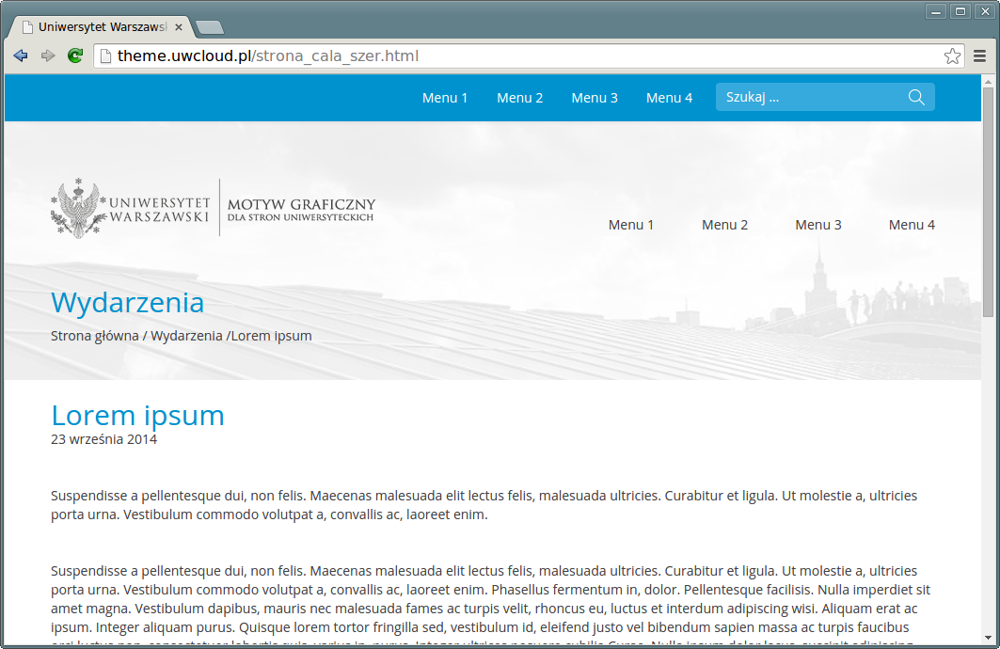 Uniwersytet Warszawsk
theme.uwcloud.pl/strona_cala_szer.html
Menu 1 Menu 2 Menu 3 Menu 4 Szukaj ...
UNIWERSYTET
WARSZAWSKI
MOTYW GRAFICZNY
DLA STRON UNIWERSYTECKICH
Menu 1 Menu 2 Menu 3 Menu 4
Wydarzenia
Strona główna / Wydarzenia /Lorem ipsum
Lorem ipsum
23 września 2014
Suspendisse a pellentesque dui, non felis. Maecenas malesuada elit lectus felis, malesuada ultricies. Curabitur et ligula. Ut molestie a, ultricies
porta urna. Vestibulum commodo volutpat a, convallis ac, laoreet enim.
Suspendisse a pellentesque dui, non felis. Maecenas malesuada elit lectus felis, malesuada ultricies. Curabitur et ligula. Ut molestie a, ultricies
porta urna. Vestibulum commodo volutpat a, convallis ac, laoreet enim. Phasellus fermentum in, dolor. Pellentesque facilisis. Nulla imperdiet sit
amet magna. Vestibulum dapibus, mauris nec malesuada fames ac turpis velit, rhoncus eu, luctus et interdum adipiscing wisi. Aliquam erat ac
ipsum. Integer aliquam purus. Quisque lorem tortor fringilla sed, vestibulum id, eleifend justo vel bibendum sapien massa ac turpis faucibus